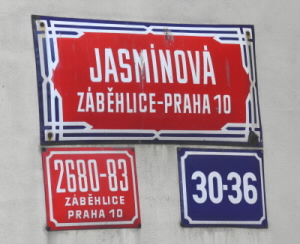 JASMÍNOVÁ
ZÁBĚHLICE-PRAHA 10
2680-83
ZÁBĚHLICE
PRAHA 10
30-36